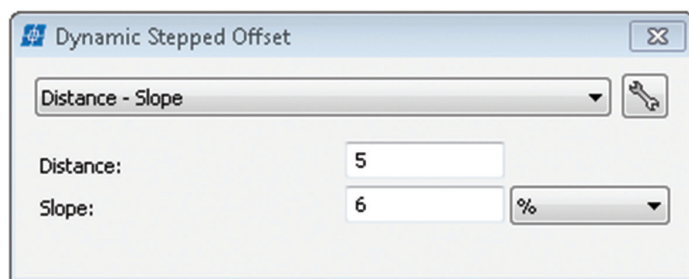 Dynamic Stepped Offset
Distance - Slope
Distance: 5
Slope: 6 %